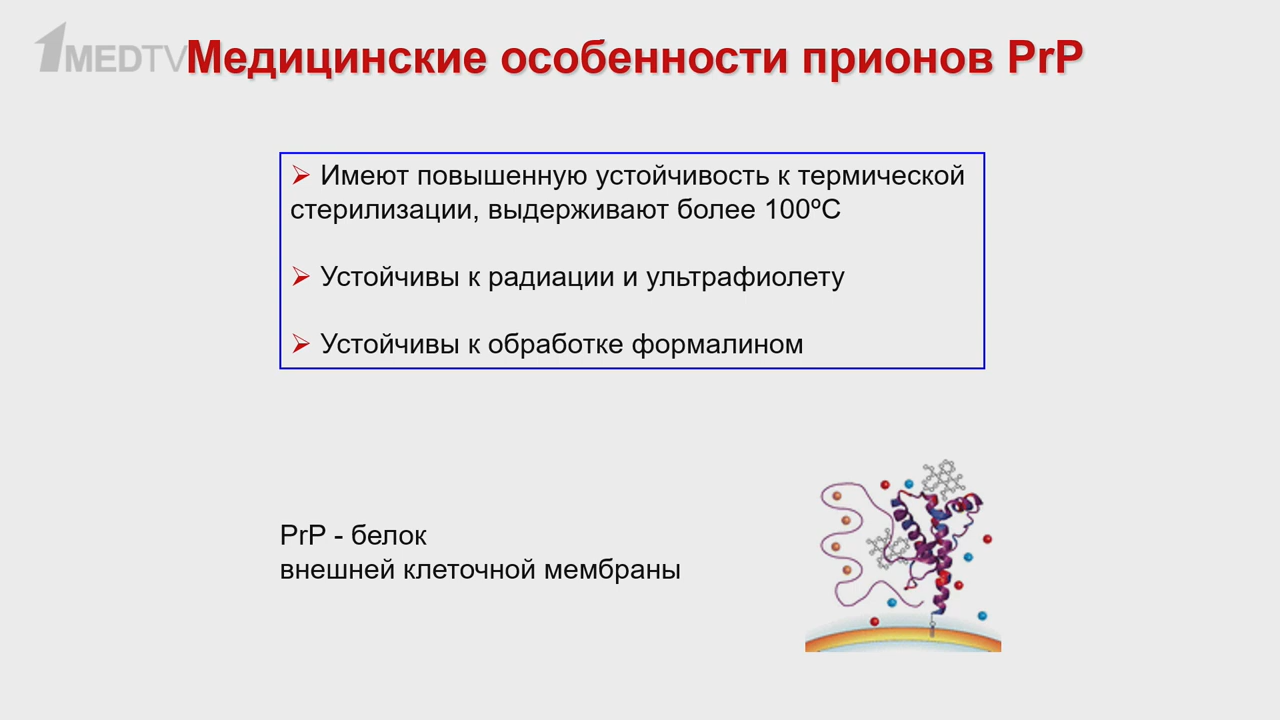 1MEDTV
Медицинские особенности прионов PrP
➢ Имеют повышенную устойчивость к термической
стерилизации, выдерживают более 100ºС
➢ Устойчивы к радиации и ультрафиолету
➢ Устойчивы к обработке формалином
PrP - белок
внешней клеточной мембраны